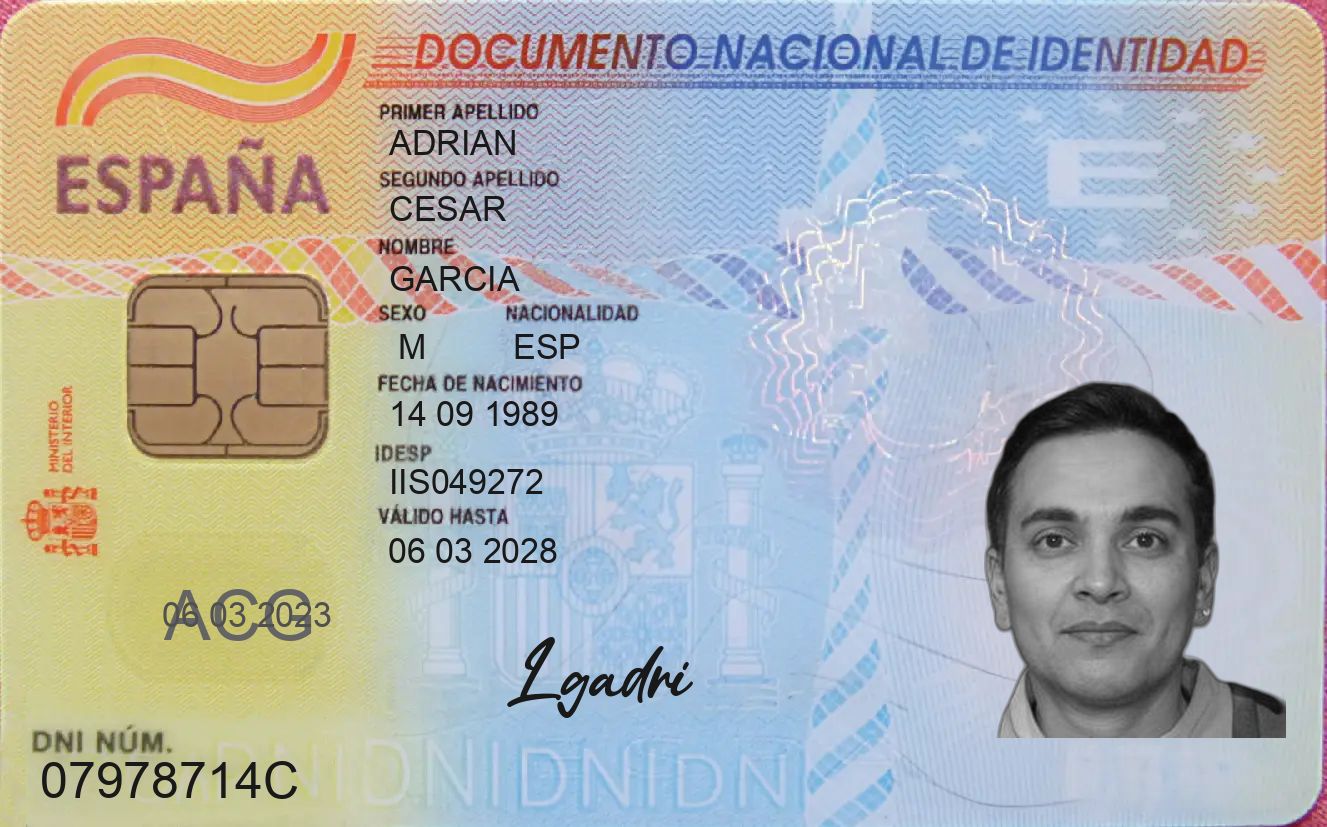 DOCUMENTO NACIONAL DE IDENTIDAD
ESPAÑA
PRIMER APELLIDO
ADRIAN
SEGUNDO APELLIDO
CESAR
NOMBRE
GARCIA
SEXO NACIONALIDAD
M ESP
FECHA DE NACIMIENTO
14 09 1989
IDESP
IIS049272
VÁLIDO HASTA
06 03 2028
MINISTERIO
DEL INTERIOR
E
ACG
06 03 2023
Lgadri
DNI NÚM.
07978714C
DNIDNIDNIDNI